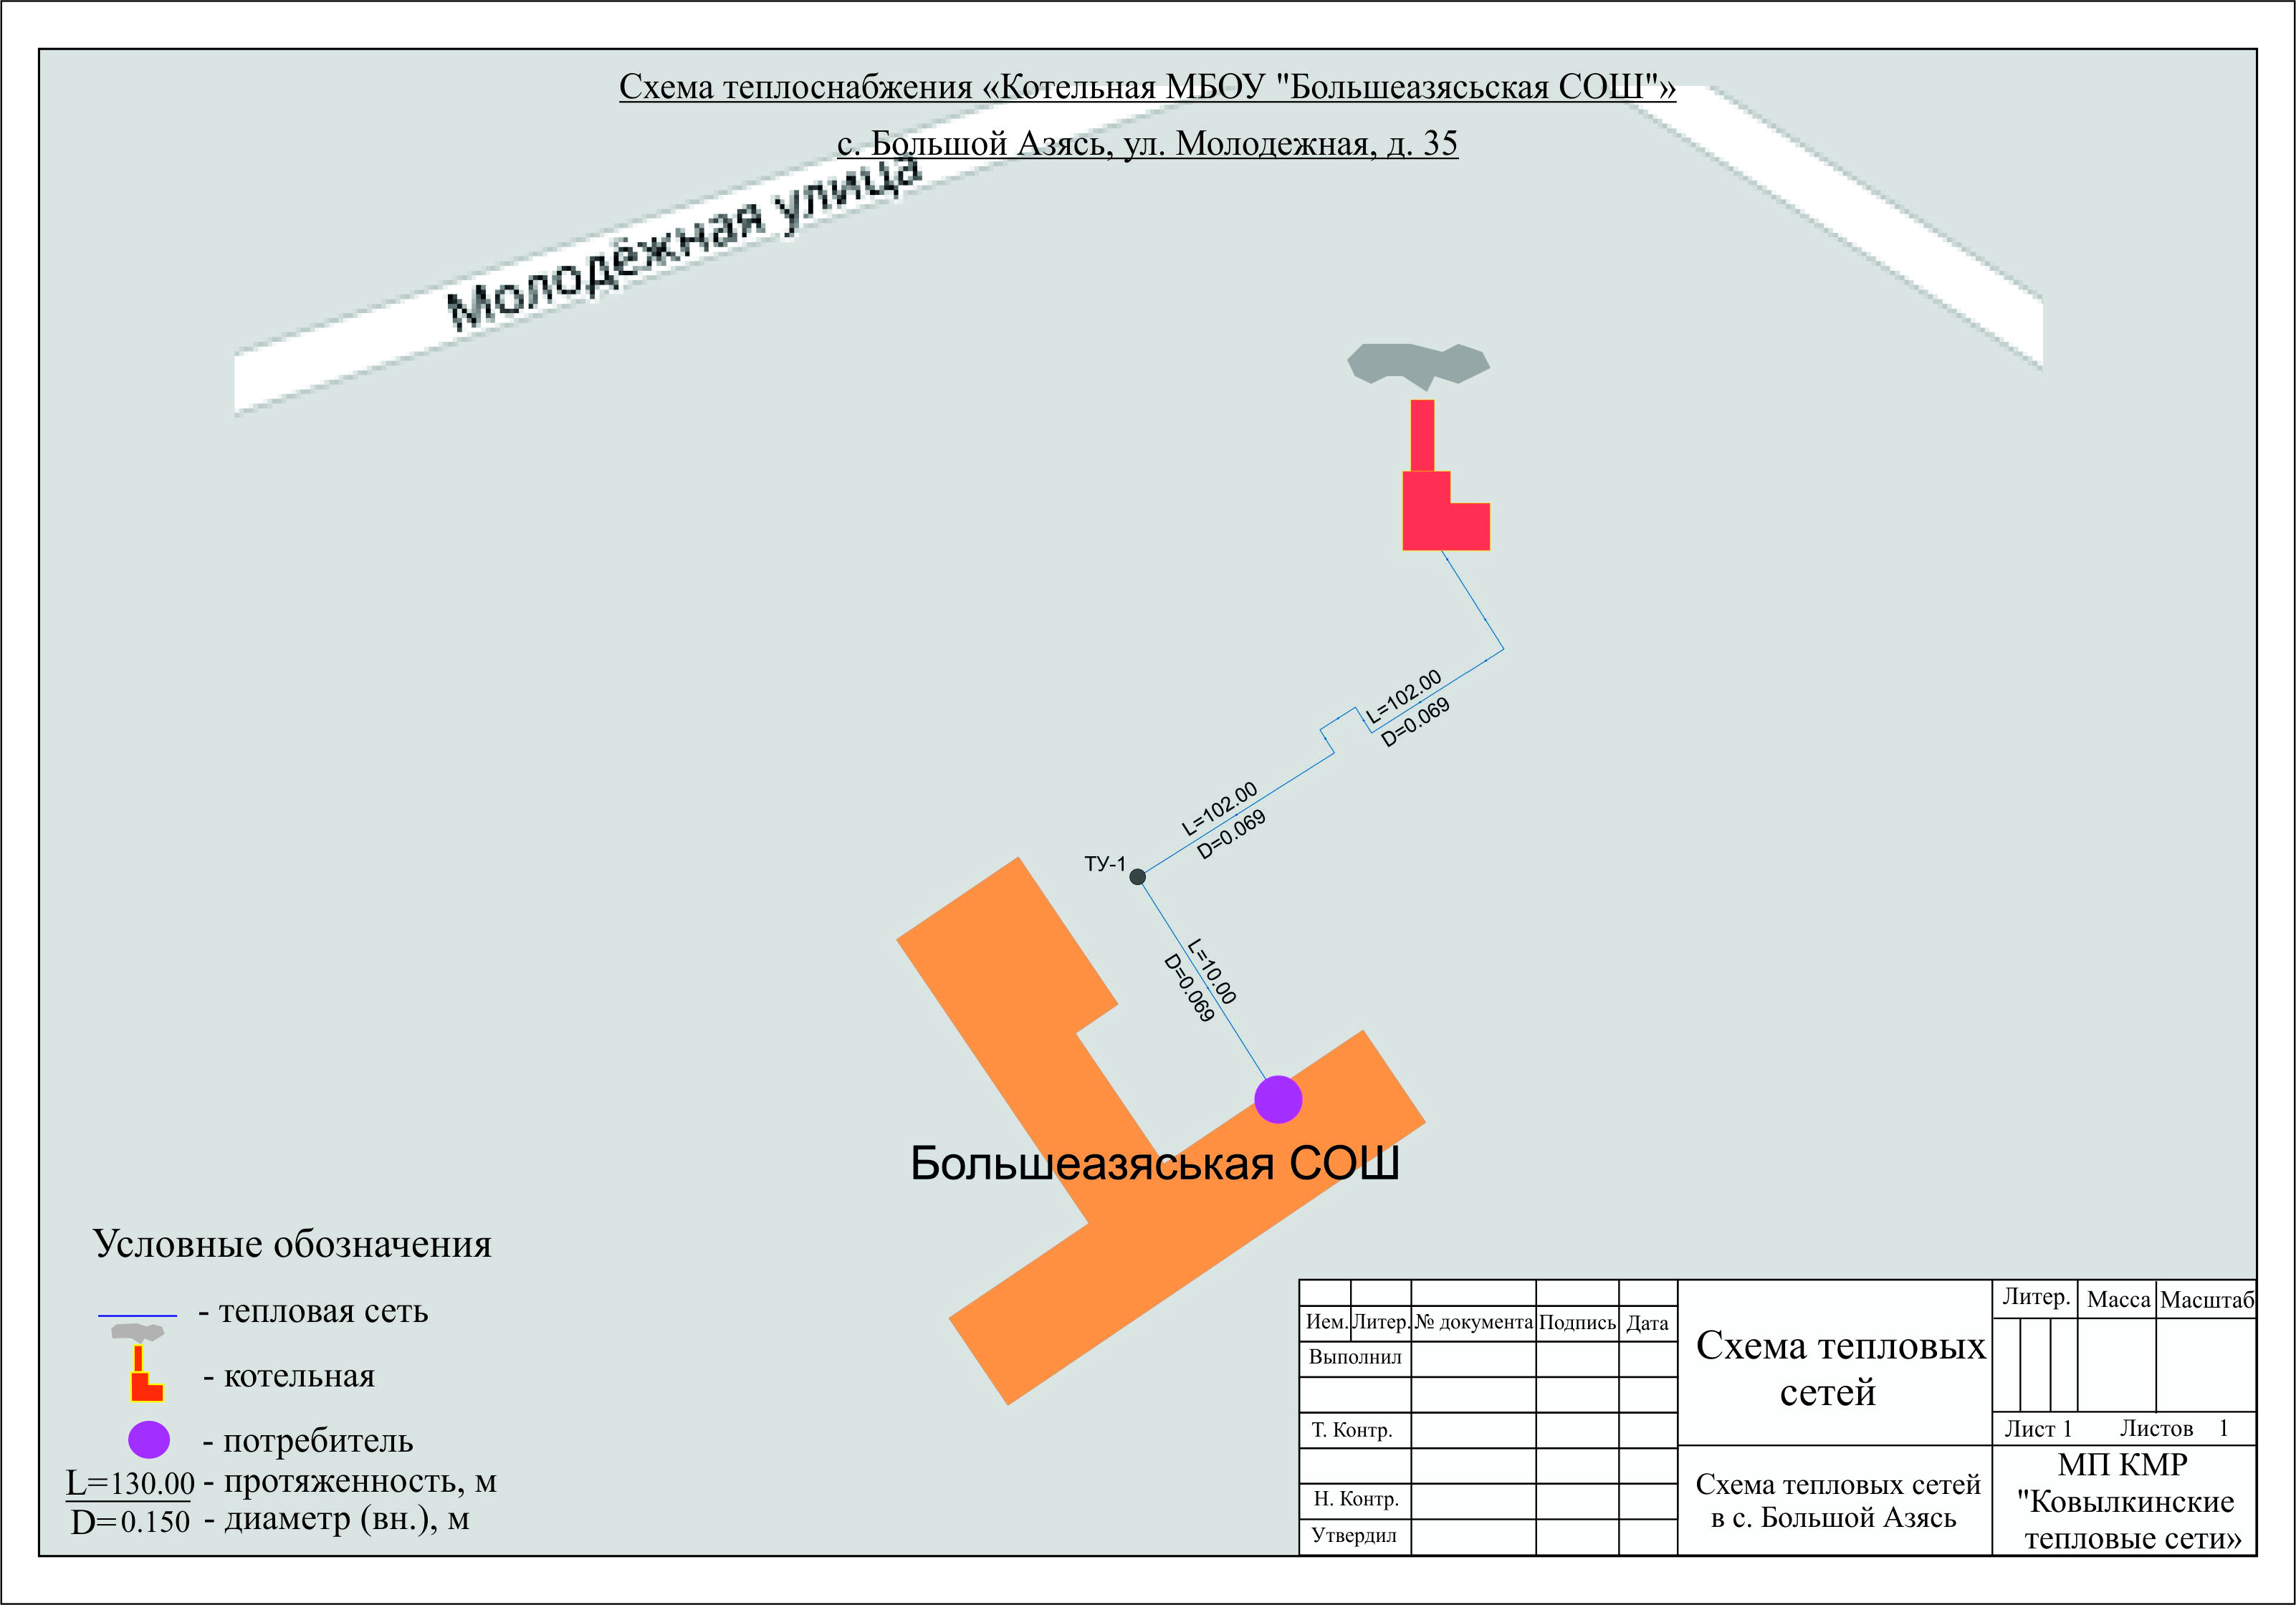 Схема теплоснабжения «Котельная МБОУ "Большеазясьская СОШ"»
с. Большой Азясь, ул. Молодежная, д. 35
Молодёжная улица
L=102.00
D=0.069
L=102.00
D=0.069
ТУ-1
L=10.00
D=0.069
Большеазяськая СОШ
Условные обозначения
- тепловая сеть
- котельная
- потребитель
L=130.00 - протяженность, м
D=0.150 - диаметр (вн.), м
Ием. Литер. № документа Подпись Дата
Выполнил
Т. Контр.
Н. Контр.
Утвердил
Схема тепловых
сетей
Схема тепловых сетей
в с. Большой Азясь
Литер. Масса Масштаб
Лист 1 Листов 1
МП КМР
"Ковылкинские
тепловые сети»